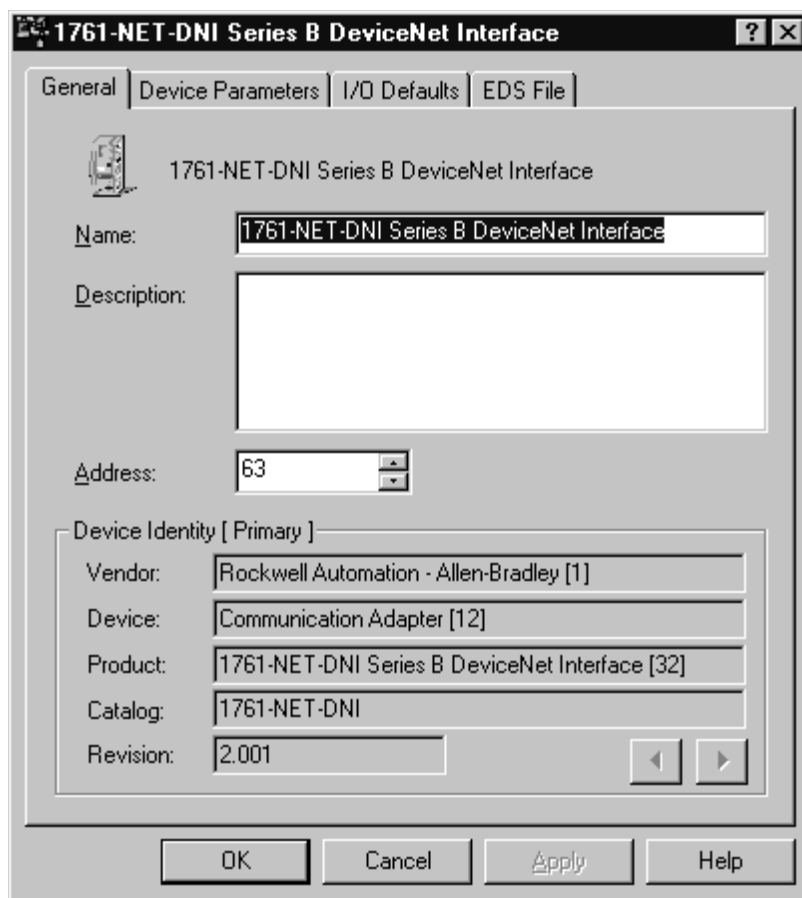 1761-NET-DNI Series B DeviceNet Interface
General Device Parameters I/O Defaults EDS File
1761-NET-DNI Series B DeviceNet Interface
Name: 1761-NET-DNI Series B DeviceNet Interface
Description:
Address: 63
Device Identity [ Primary ]
Vendor: Rockwell Automation - Allen-Bradley [1]
Device: Communication Adapter [12]
Product: 1761-NET-DNI Series B DeviceNet Interface [32]
Catalog: 1761-NET-DNI
Revision: 2.001
OK Cancel Apply Help